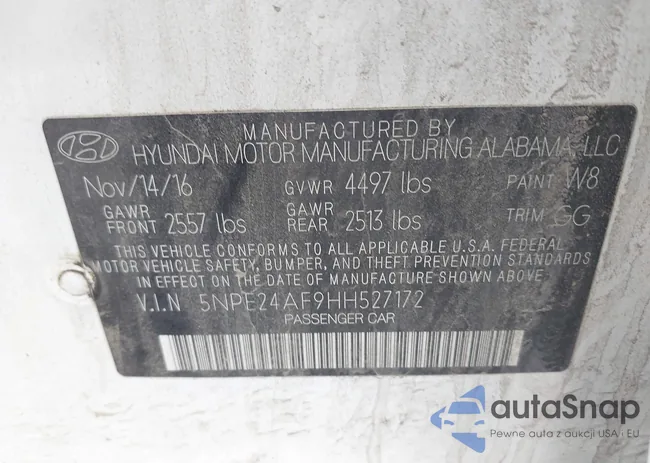 MANUFACTURED BY
HYUNDAI MOTOR MANUFACTURING ALABAMA, LLC
Nov/14/16 GVWR 4497 lbs PAINT W8
GAWR FRONT 2557 lbs GAWR REAR 2513 lbs TRIM GG
THIS VEHICLE CONFORMS TO ALL APPLICABLE U.S.A. FEDERAL
MOTOR VEHICLE SAFETY, BUMPER, AND THEFT PREVENTION STANDARDS
IN EFFECT ON THE DATE OF MANUFACTURE SHOWN ABOVE.
V.I.N 5NPE24AF9HH527172
PASSENGER CAR
autaSnap
Pewne auta z aukcji USA · EU